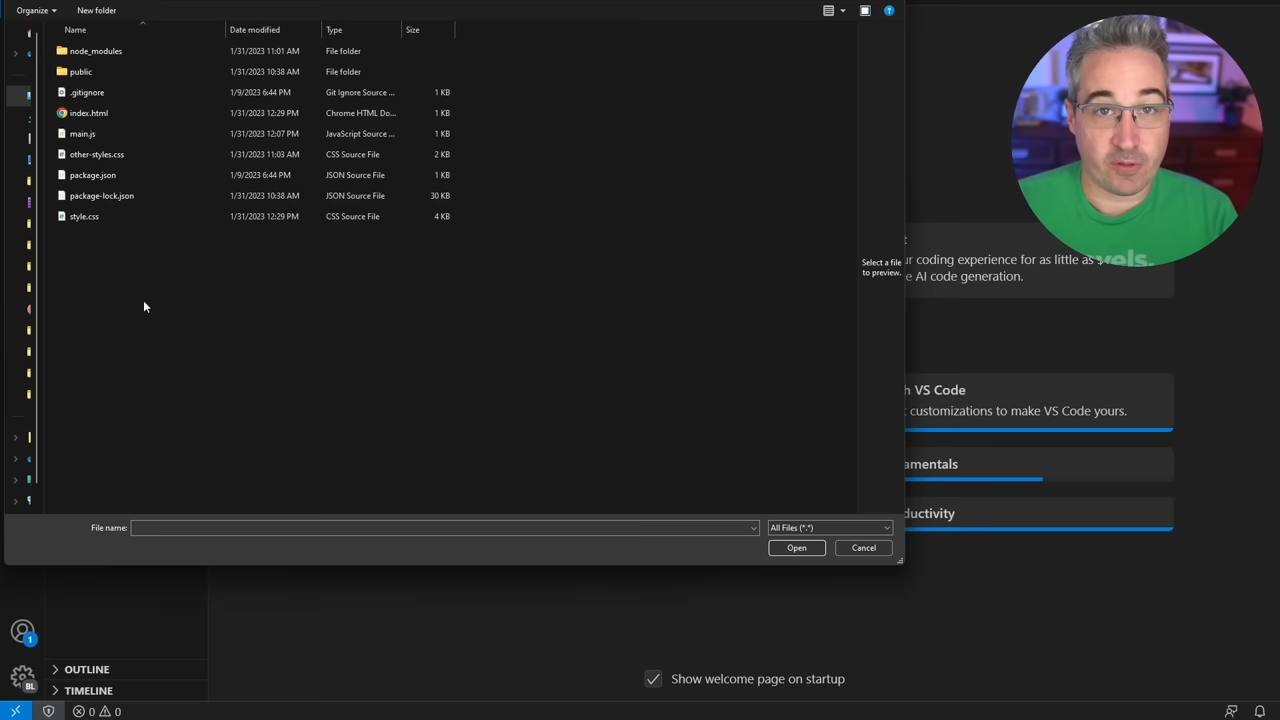 Organize New folder
Name Date modified Type Size
node_modules 1/31/2023 11:01 AM File folder
public 1/31/2023 10:38 AM File folder
.gitignore 1/9/2023 6:44 PM Git Ignore Source ... 1 KB
index.html 1/31/2023 12:29 PM Chrome HTML Do... 1 KB
main.js 1/31/2023 12:07 PM JavaScript Source ... 1 KB
other-styles.css 1/31/2023 11:03 AM CSS Source File 2 KB
package.json 1/9/2023 6:44 PM JSON Source File 1 KB
package-lock.json 1/31/2023 10:38 AM JSON Source File 30 KB
style.css 1/31/2023 12:29 PM CSS Source File 4 KB
Select a file
to preview.
File name: All Files (*.*)
Open Cancel
t
ur coding experience for as little as $
e AI code generation.
vels.
h VS Code
t customizations to make VS Code yours.
amentals
ductivity
1
BL
OUTLINE
TIMELINE
Show welcome page on startup
0 0